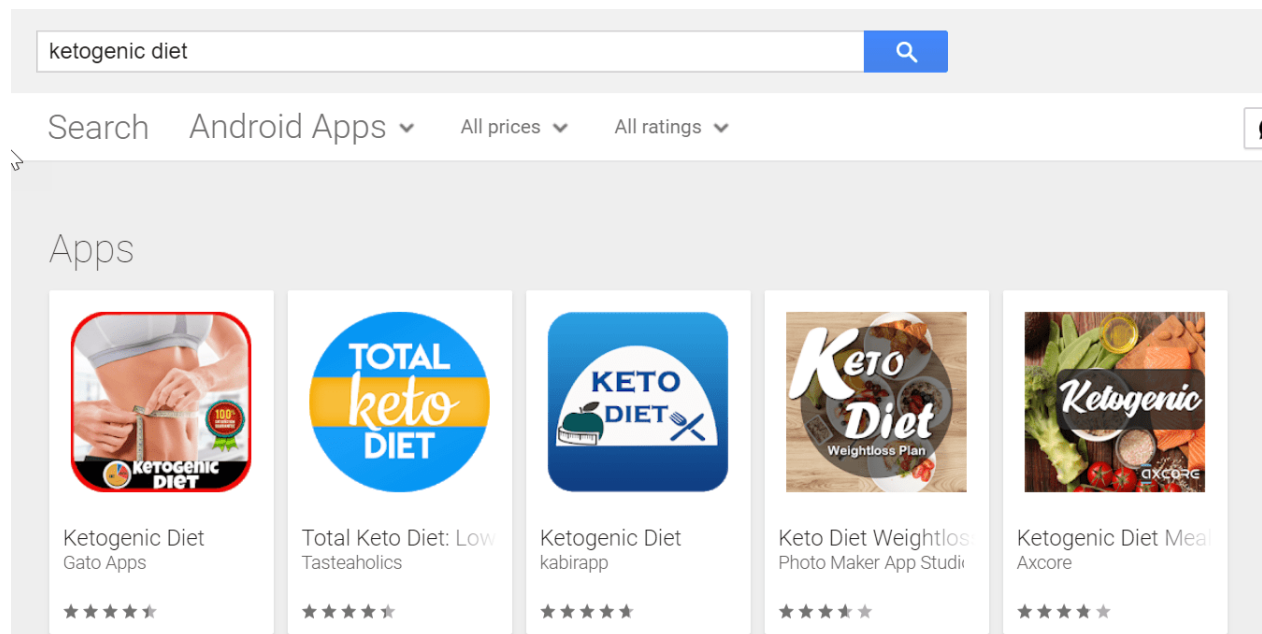 ketogenic diet
Search Android Apps All prices All ratings
Apps
100%
KETOGENIC
DIET
Ketogenic Diet
Gato Apps
TOTAL
keto
DIET
Total Keto Diet: Low
Tasteaholics
KETO
DIET
Ketogenic Diet
kabirapp
KETO
Diet
Weightloss Plan
Keto Diet Weightlos
Photo Maker App Studi
Ketogenic
axcore
Ketogenic Diet Meal
Axcore